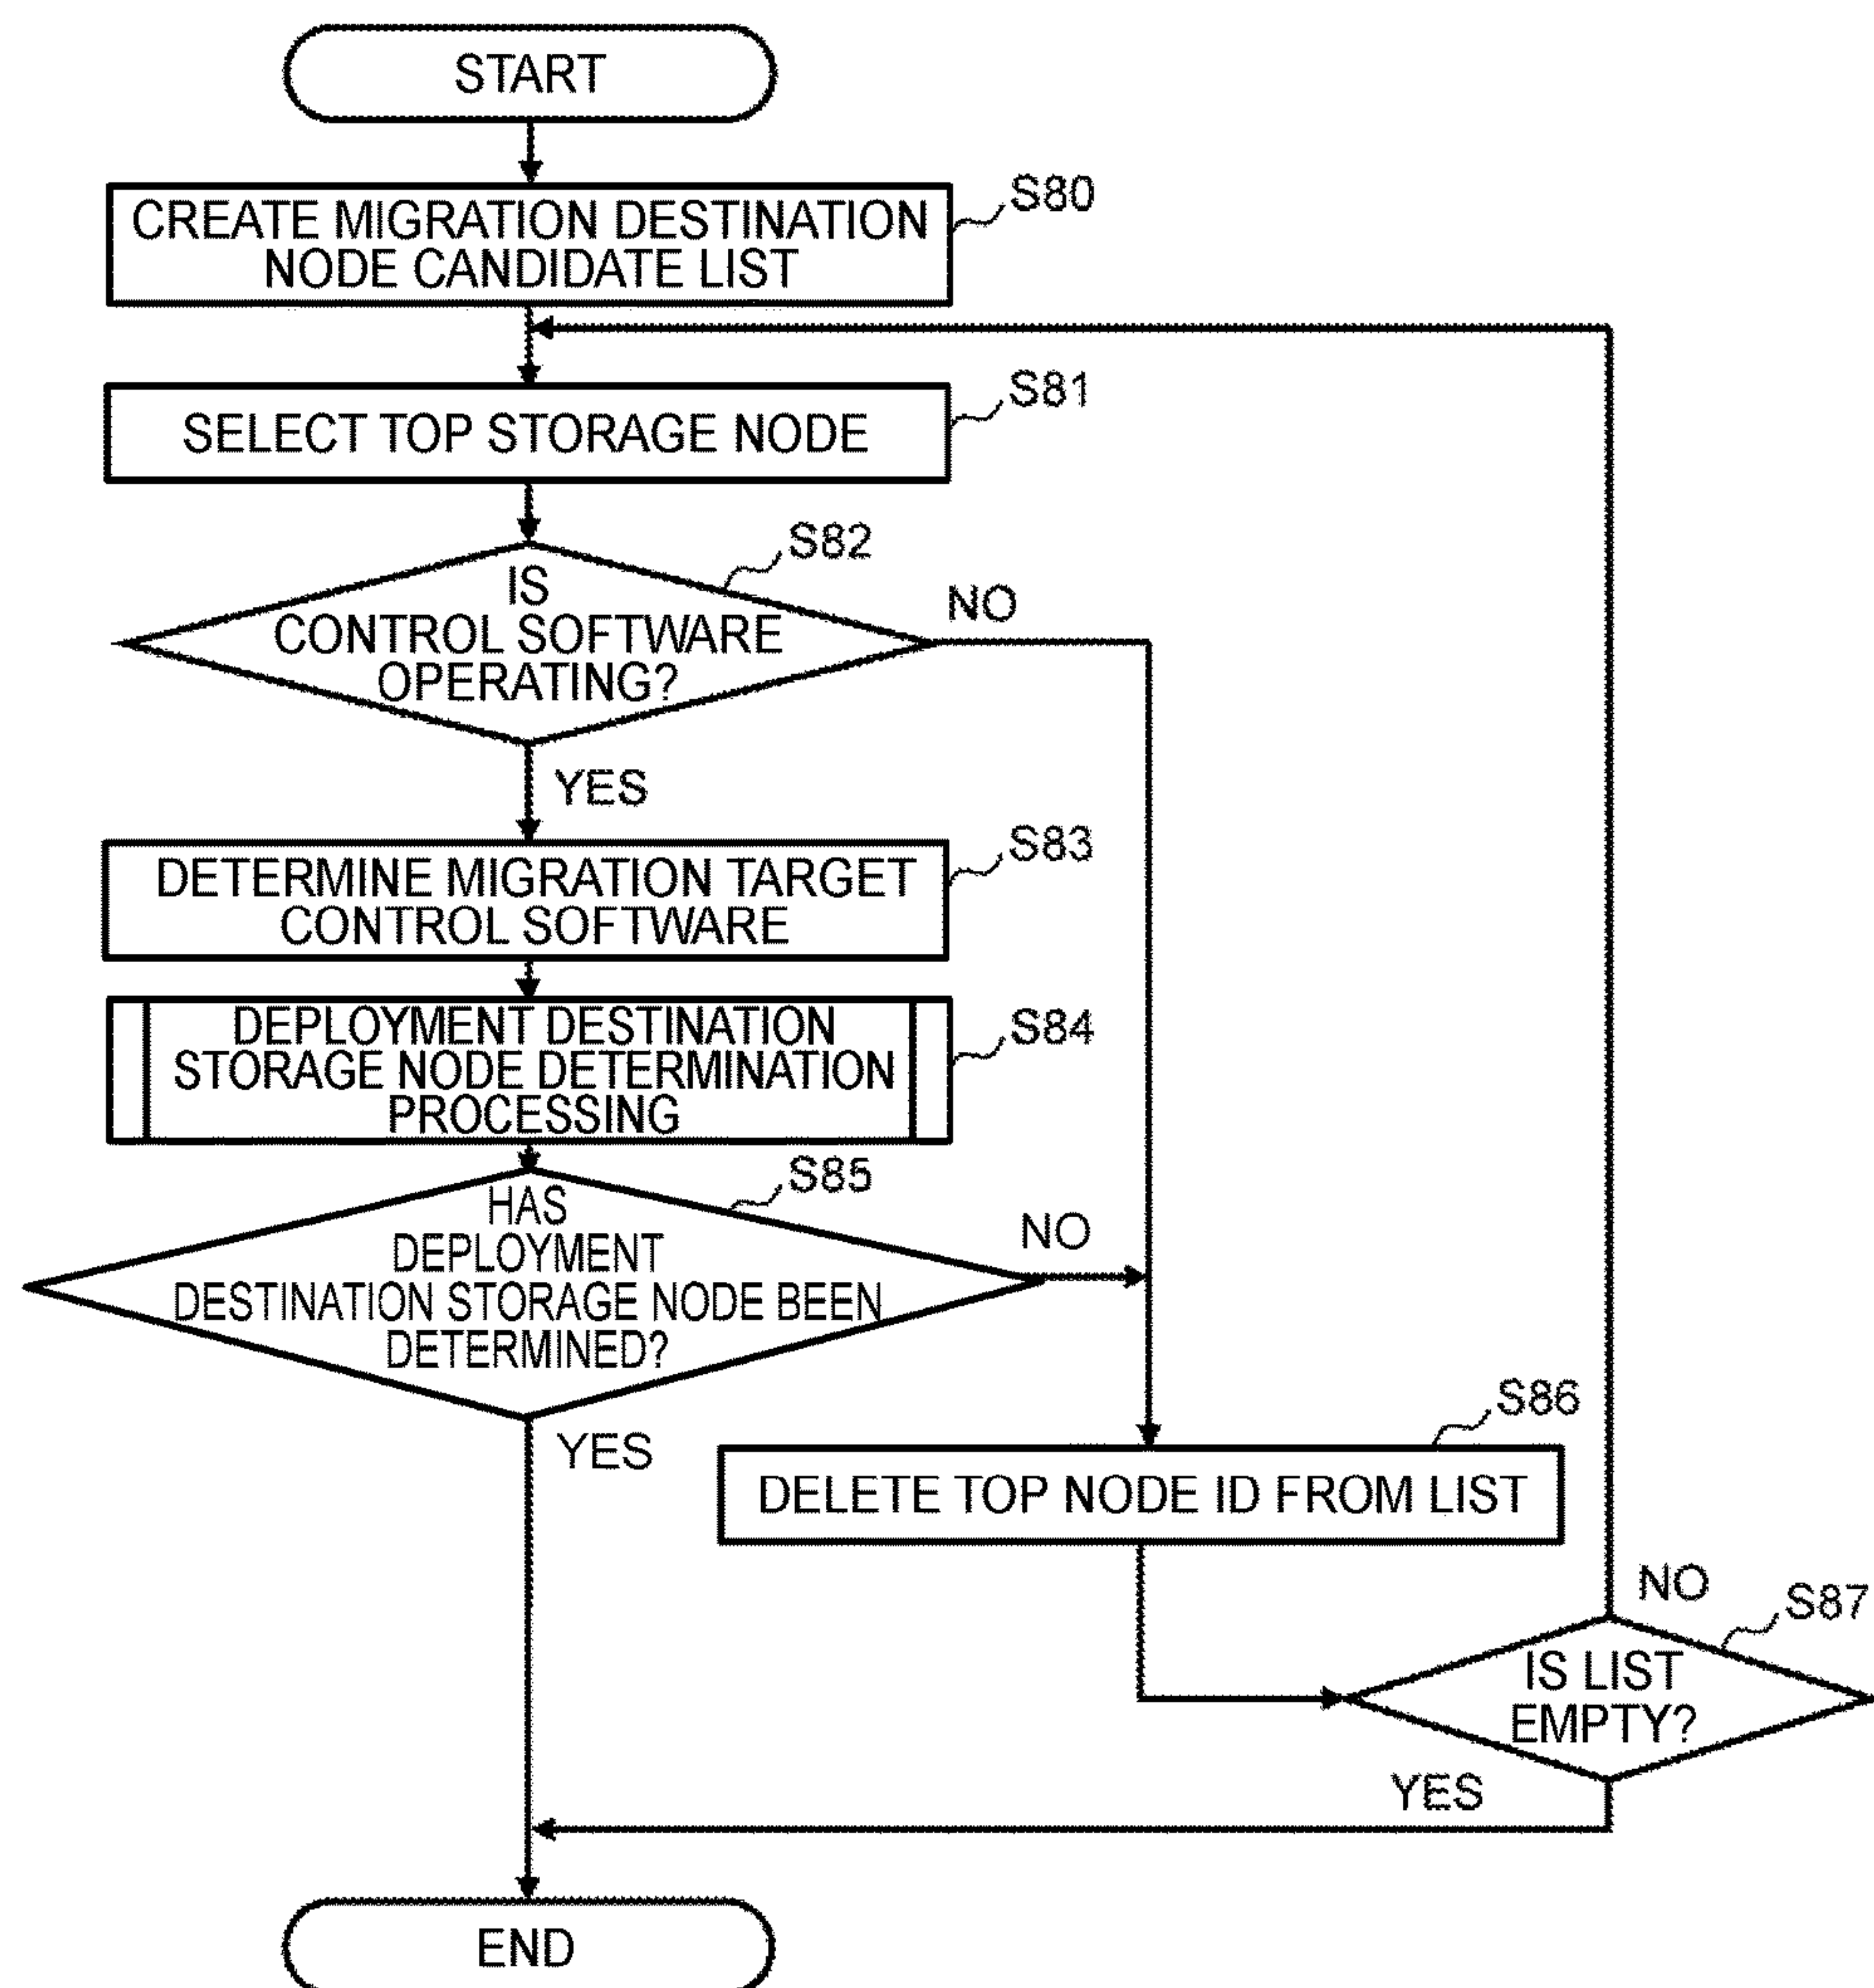 START
S80
CREATE MIGRATION DESTINATION
NODE CANDIDATE LIST
S81
SELECT TOP STORAGE NODE
S82
IS
CONTROL SOFTWARE
OPERATING?
NO
YES
S83
DETERMINE MIGRATION TARGET
CONTROL SOFTWARE
S84
DEPLOYMENT DESTINATION
STORAGE NODE DETERMINATION
PROCESSING
S85
HAS
DEPLOYMENT
DESTINATION STORAGE NODE BEEN
DETERMINED?
NO
YES
S86
DELETE TOP NODE ID FROM LIST
NO
S87
IS LIST
EMPTY?
YES
END